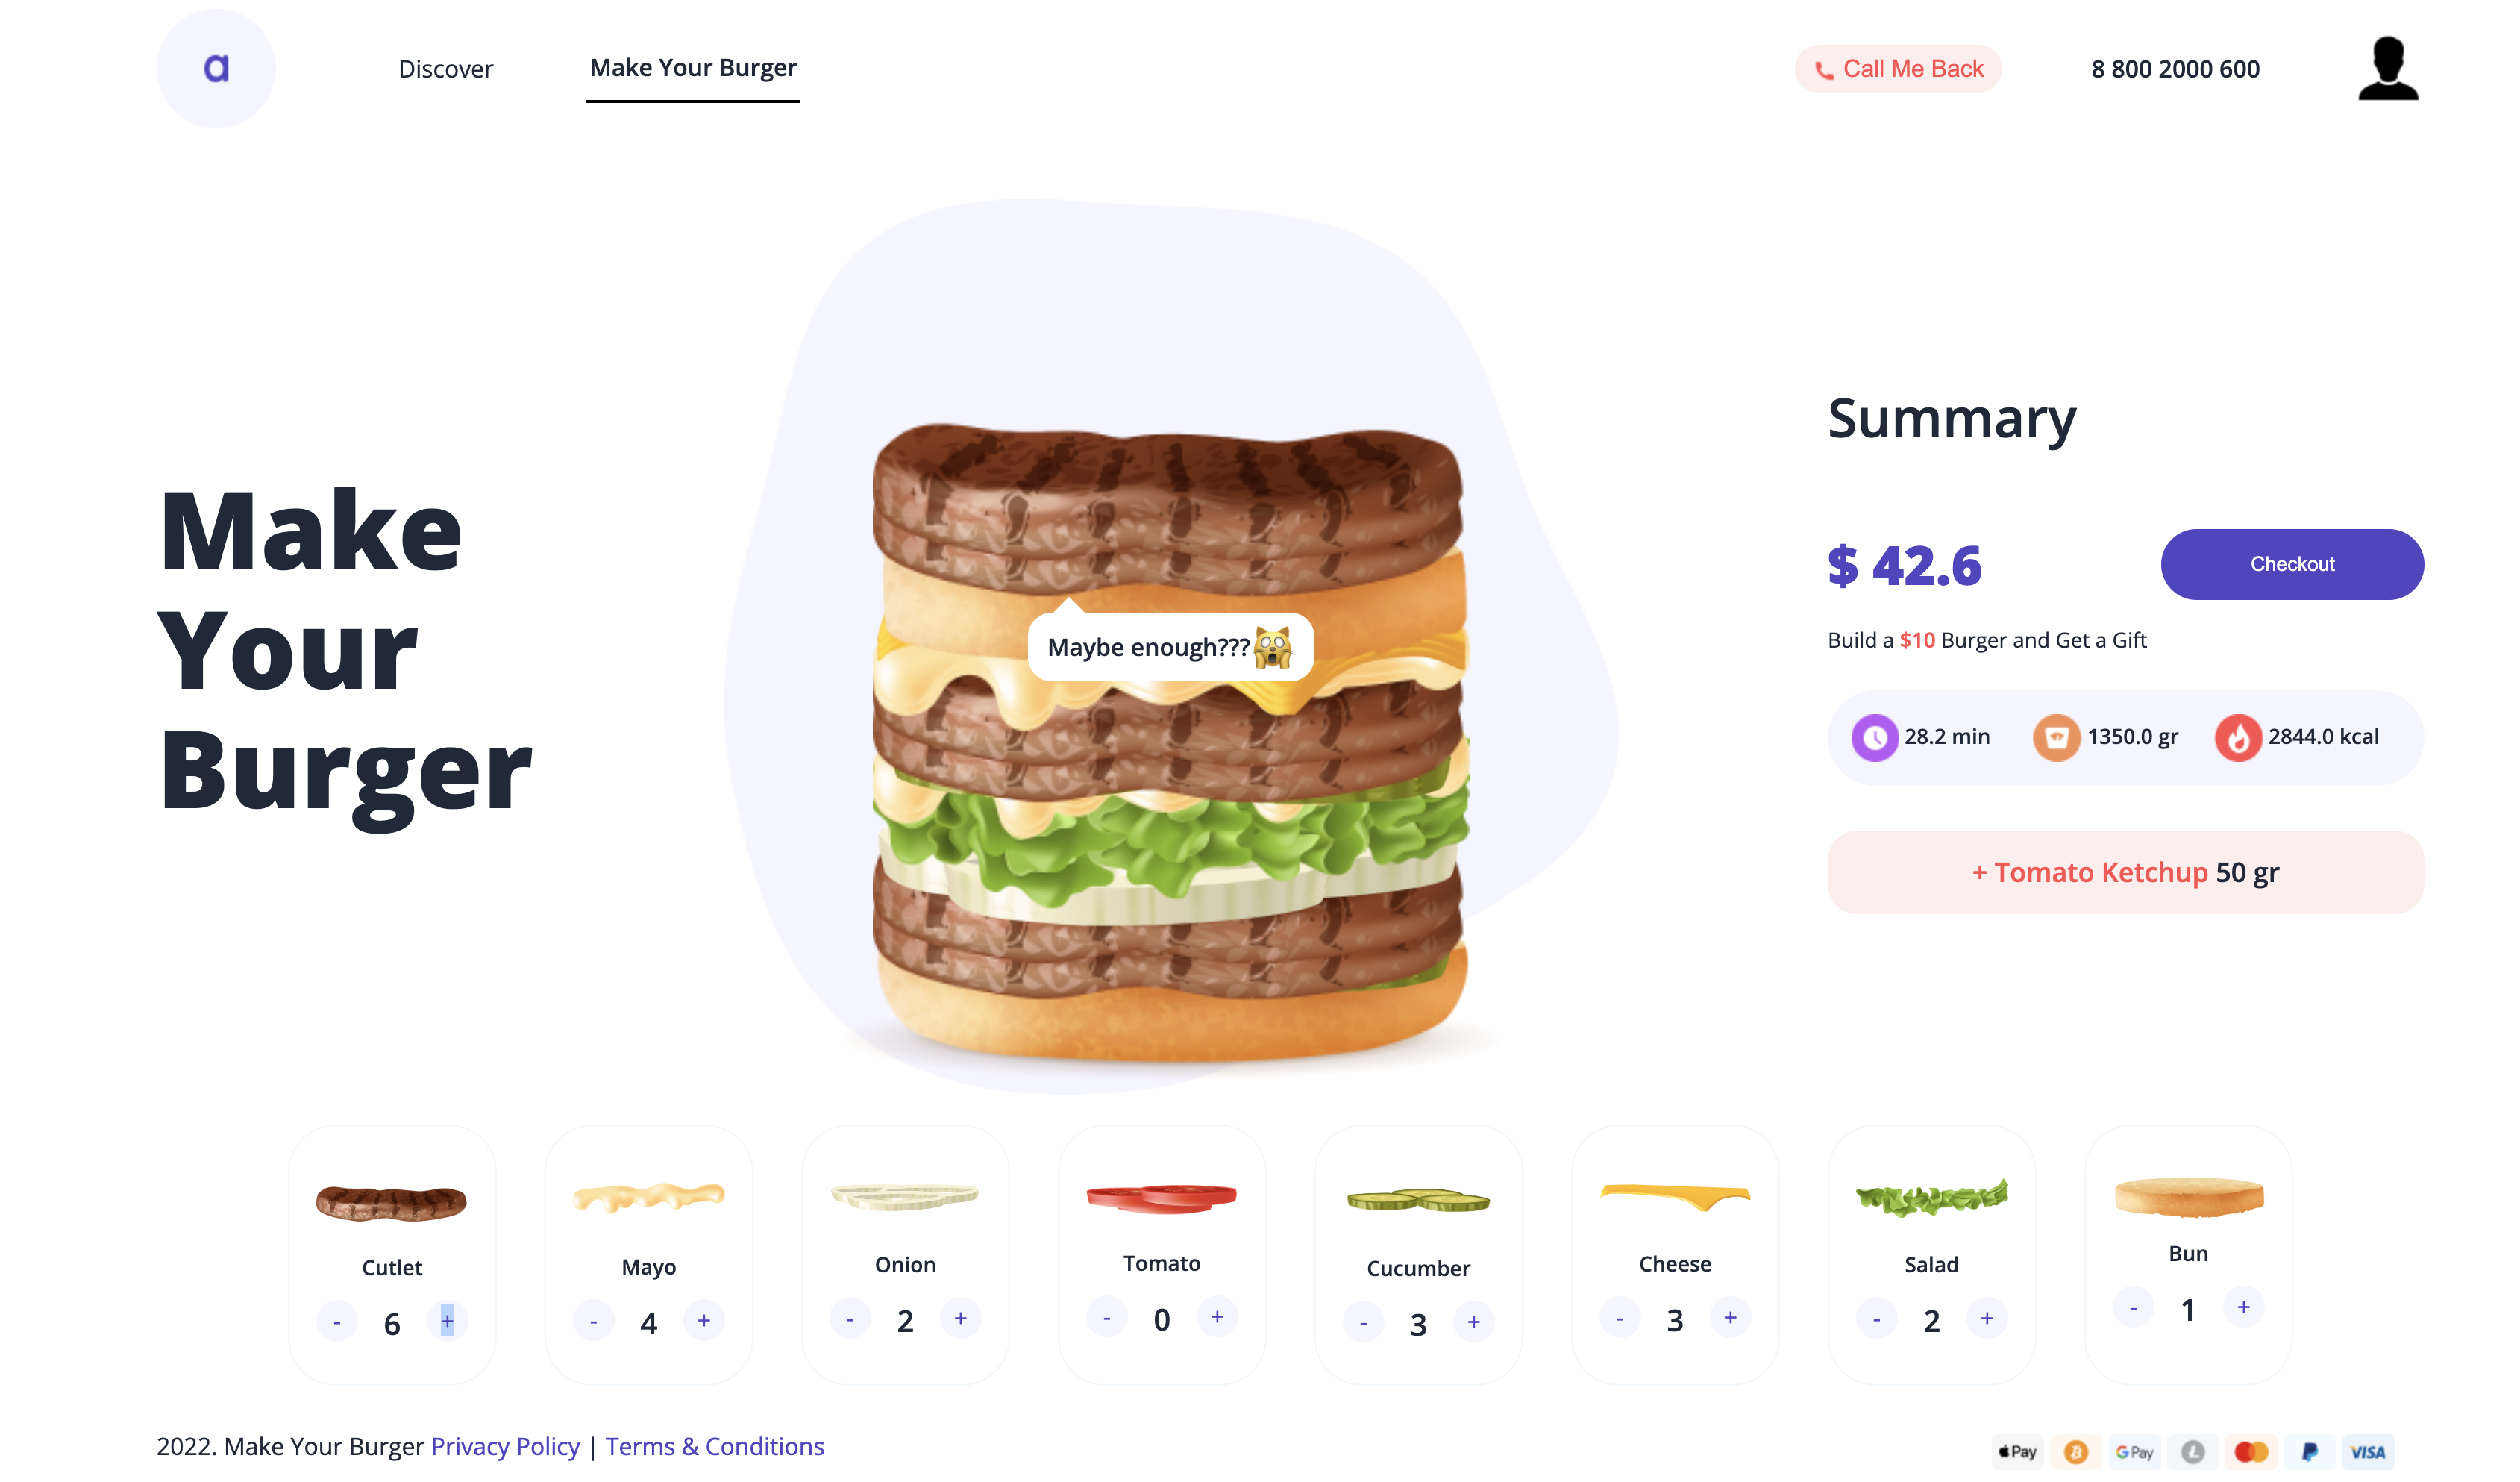 a
Discover
Make Your Burger
Call Me Back
8 800 2000 600
Make
Your
Burger
Maybe enough???
Summary
$ 42.6
Checkout
Build a $10 Burger and Get a Gift
28.2 min
1350.0 gr
2844.0 kcal
+ Tomato Ketchup 50 gr
Cutlet
- 6 +
Mayo
- 4 +
Onion
- 2 +
Tomato
- 0 +
Cucumber
- 3 +
Cheese
- 3 +
Salad
- 2 +
Bun
- 1 +
2022. Make Your Burger Privacy Policy | Terms & Conditions
Pay
G Pay
VISA